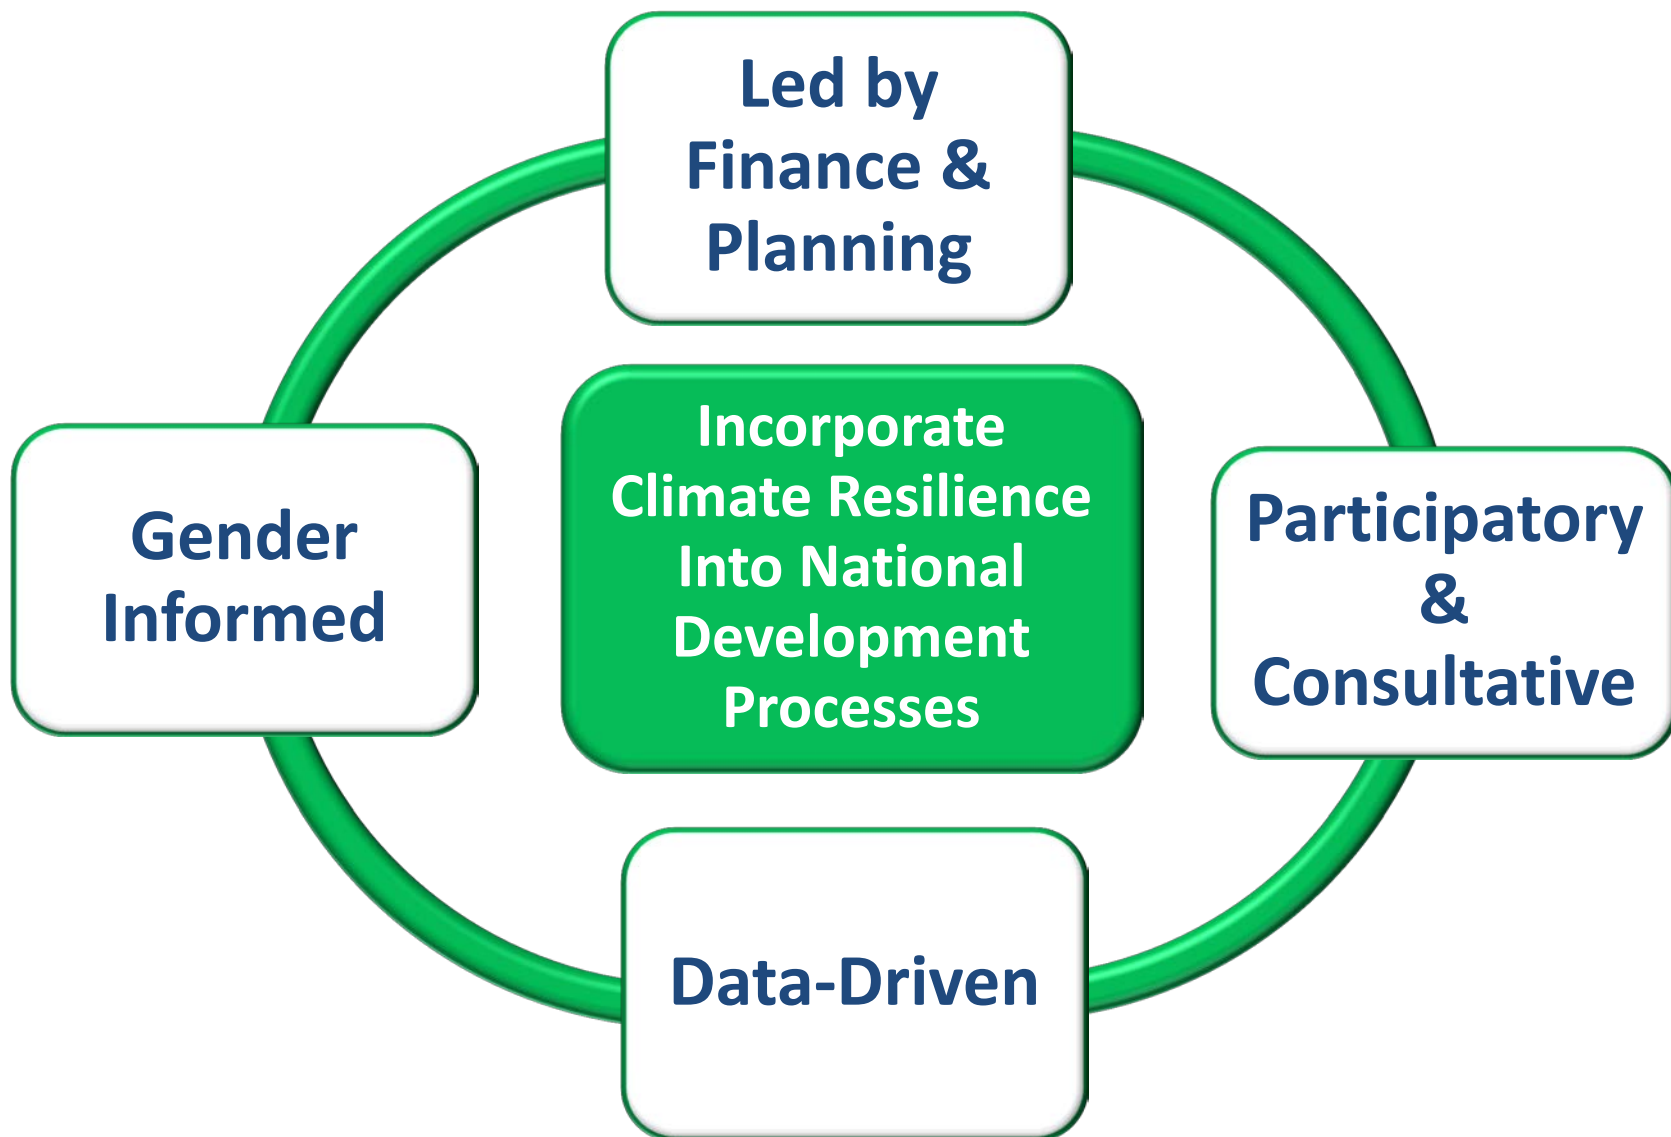 Led by
Finance &
Planning
Incorporate
Climate Resilience
Into National
Development
Processes
Gender
Informed
Participatory
&
Consultative
Data-Driven